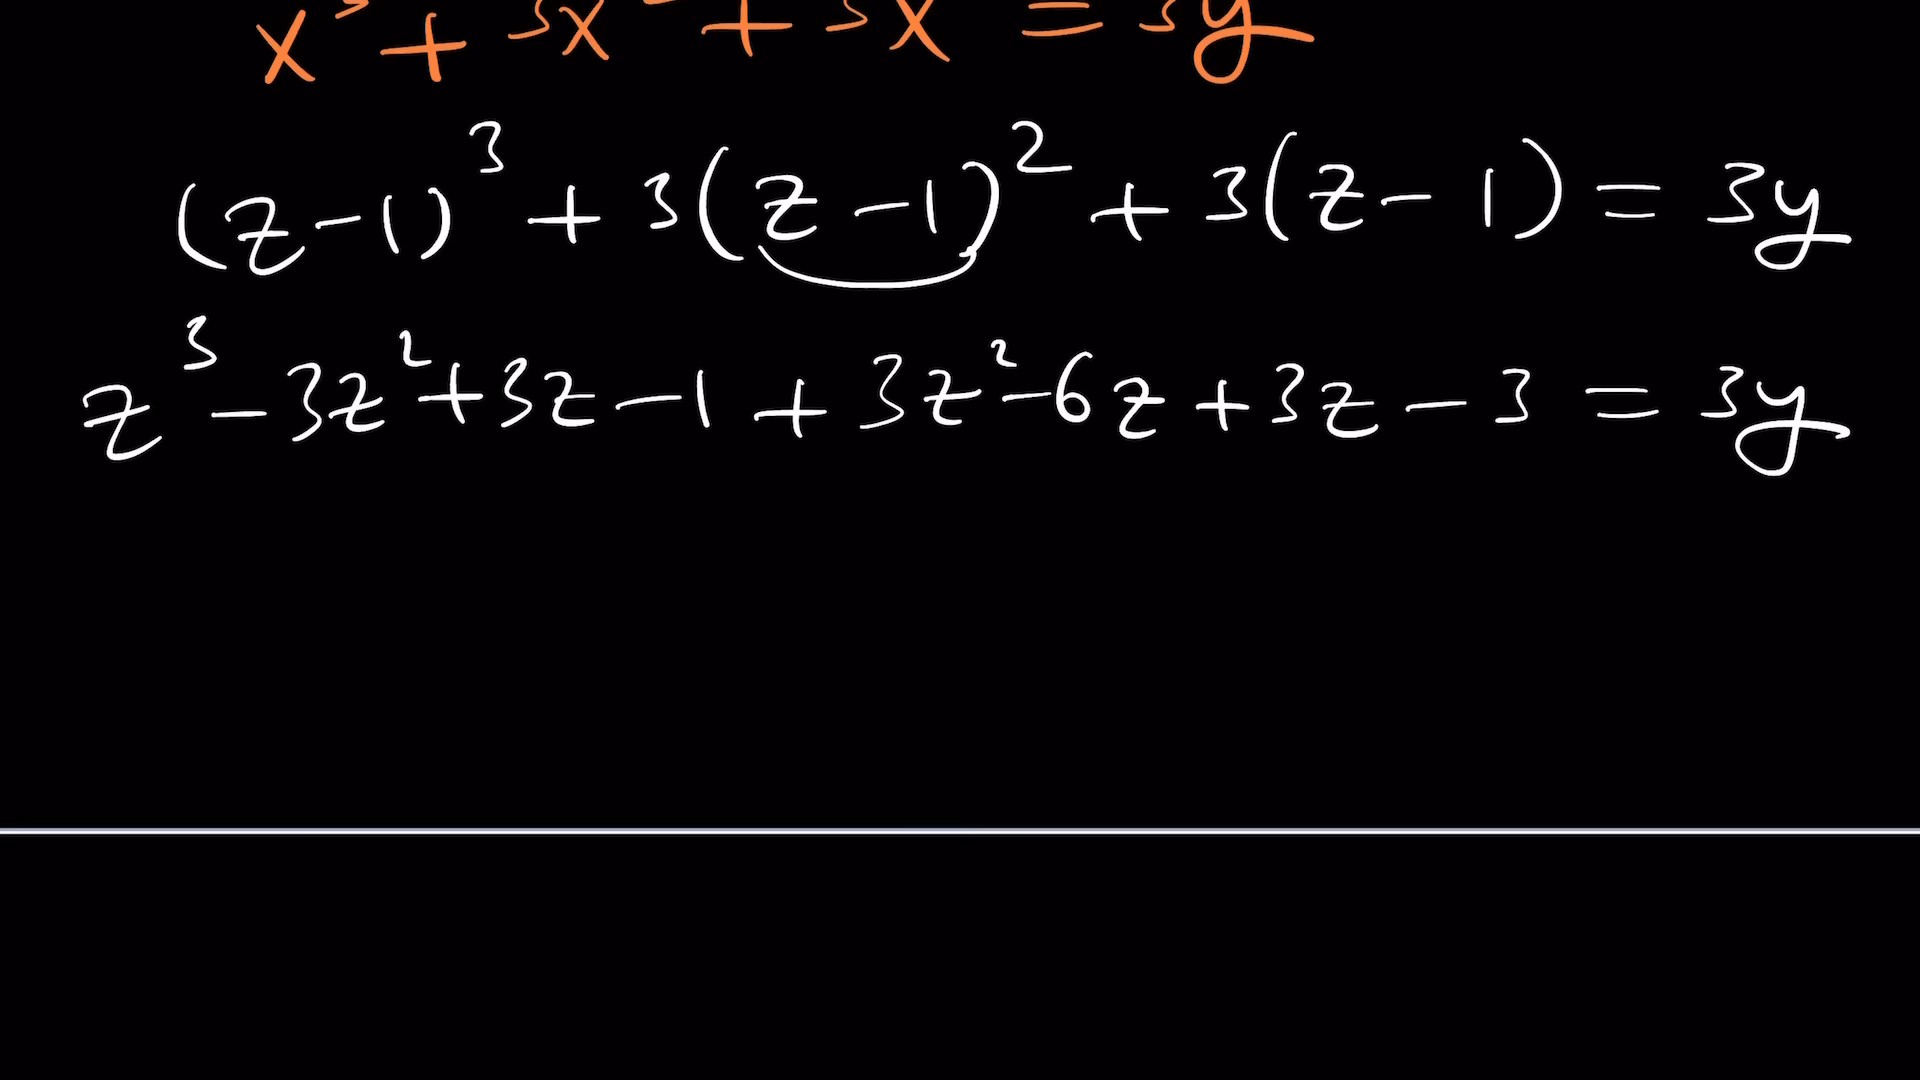 x³ + 3x² + 3x = 3y
(z-1)³ + 3(z-1)² + 3(z-1) = 3y
z³ - 3z² + 3z - 1 + 3z² - 6z + 3z - 3 = 3y